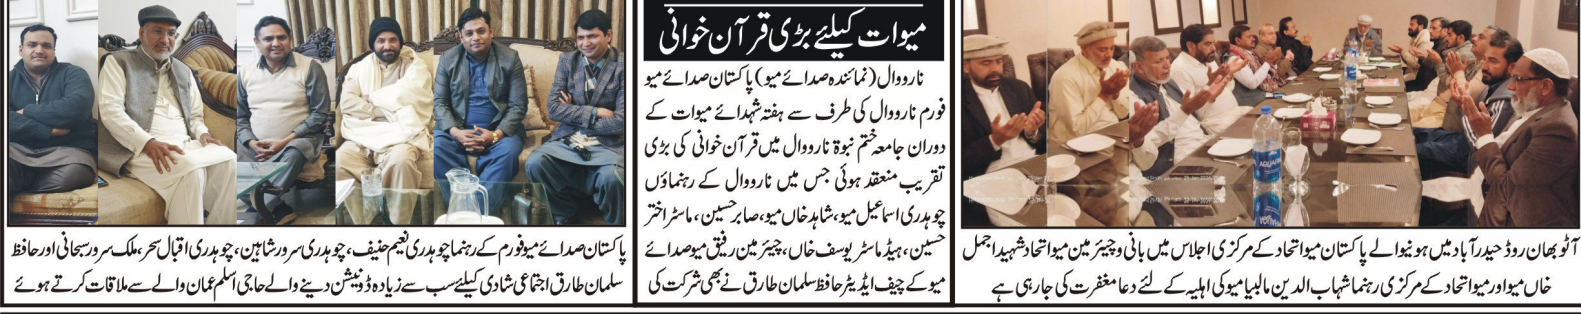 میوات کیلئے بڑی قرآن خوانی
نارووال (نمائندہ صدائے میو) پاکستان صدائے میو
فورم نارووال کی طرف سے ہفتہ شہدائے میوات کے
دوران جامعہ ختم نبوۃ نارووال میں قرآن خوانی کی بڑی
تقریب منعقد ہوئی جس میں نارووال کے رہنماؤں
چوہدری اسماعیل میو، شاہد خاں میو، صابر حسین، ماسٹر اختر
حسین، ہیڈ ماسٹر یوسف خاں، چیئرمین رفیق میو صدائے
میو کے چیف ایڈیٹر حافظ سلمان طارق نے بھی شرکت کی
آٹو بھان روڈ حیدر آباد میں ہونیوالے پاکستان میو اتحاد کے مرکزی اجلاس میں بانی و چیئرمین میو اتحاد شہید اجمل
خاں میو اور میو اتحاد کے مرکزی رہنما شہاب الدین مالبیا میو کی اہلیہ کے لئے دعا مغفرت کی جارہی ہے
پاکستان صدائے میو فورم کے رہنما چوہدری نعیم حنیف، چوہدری سرور شاہین، چوہدری اقبال سحر، ملک سرور سبحانی اور حافظ
سلمان طارق اجتماعی شادی کیلئے سب سے زیادہ ڈونیشن دینے والے حاجی اسلم عمان والے سے ملاقات کرتے ہوئے